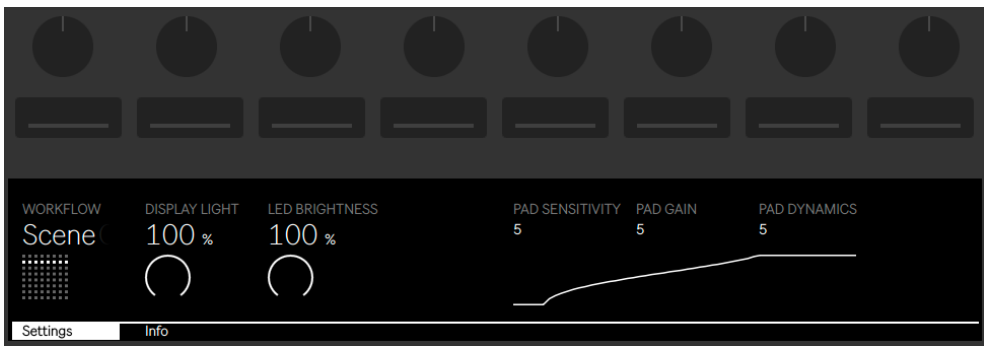 WORKFLOW DISPLAY LIGHT LED BRIGHTNESS PAD SENSITIVITY PAD GAIN PAD DYNAMICS
Scene 100 % 100 % 5 5 5
Settings Info